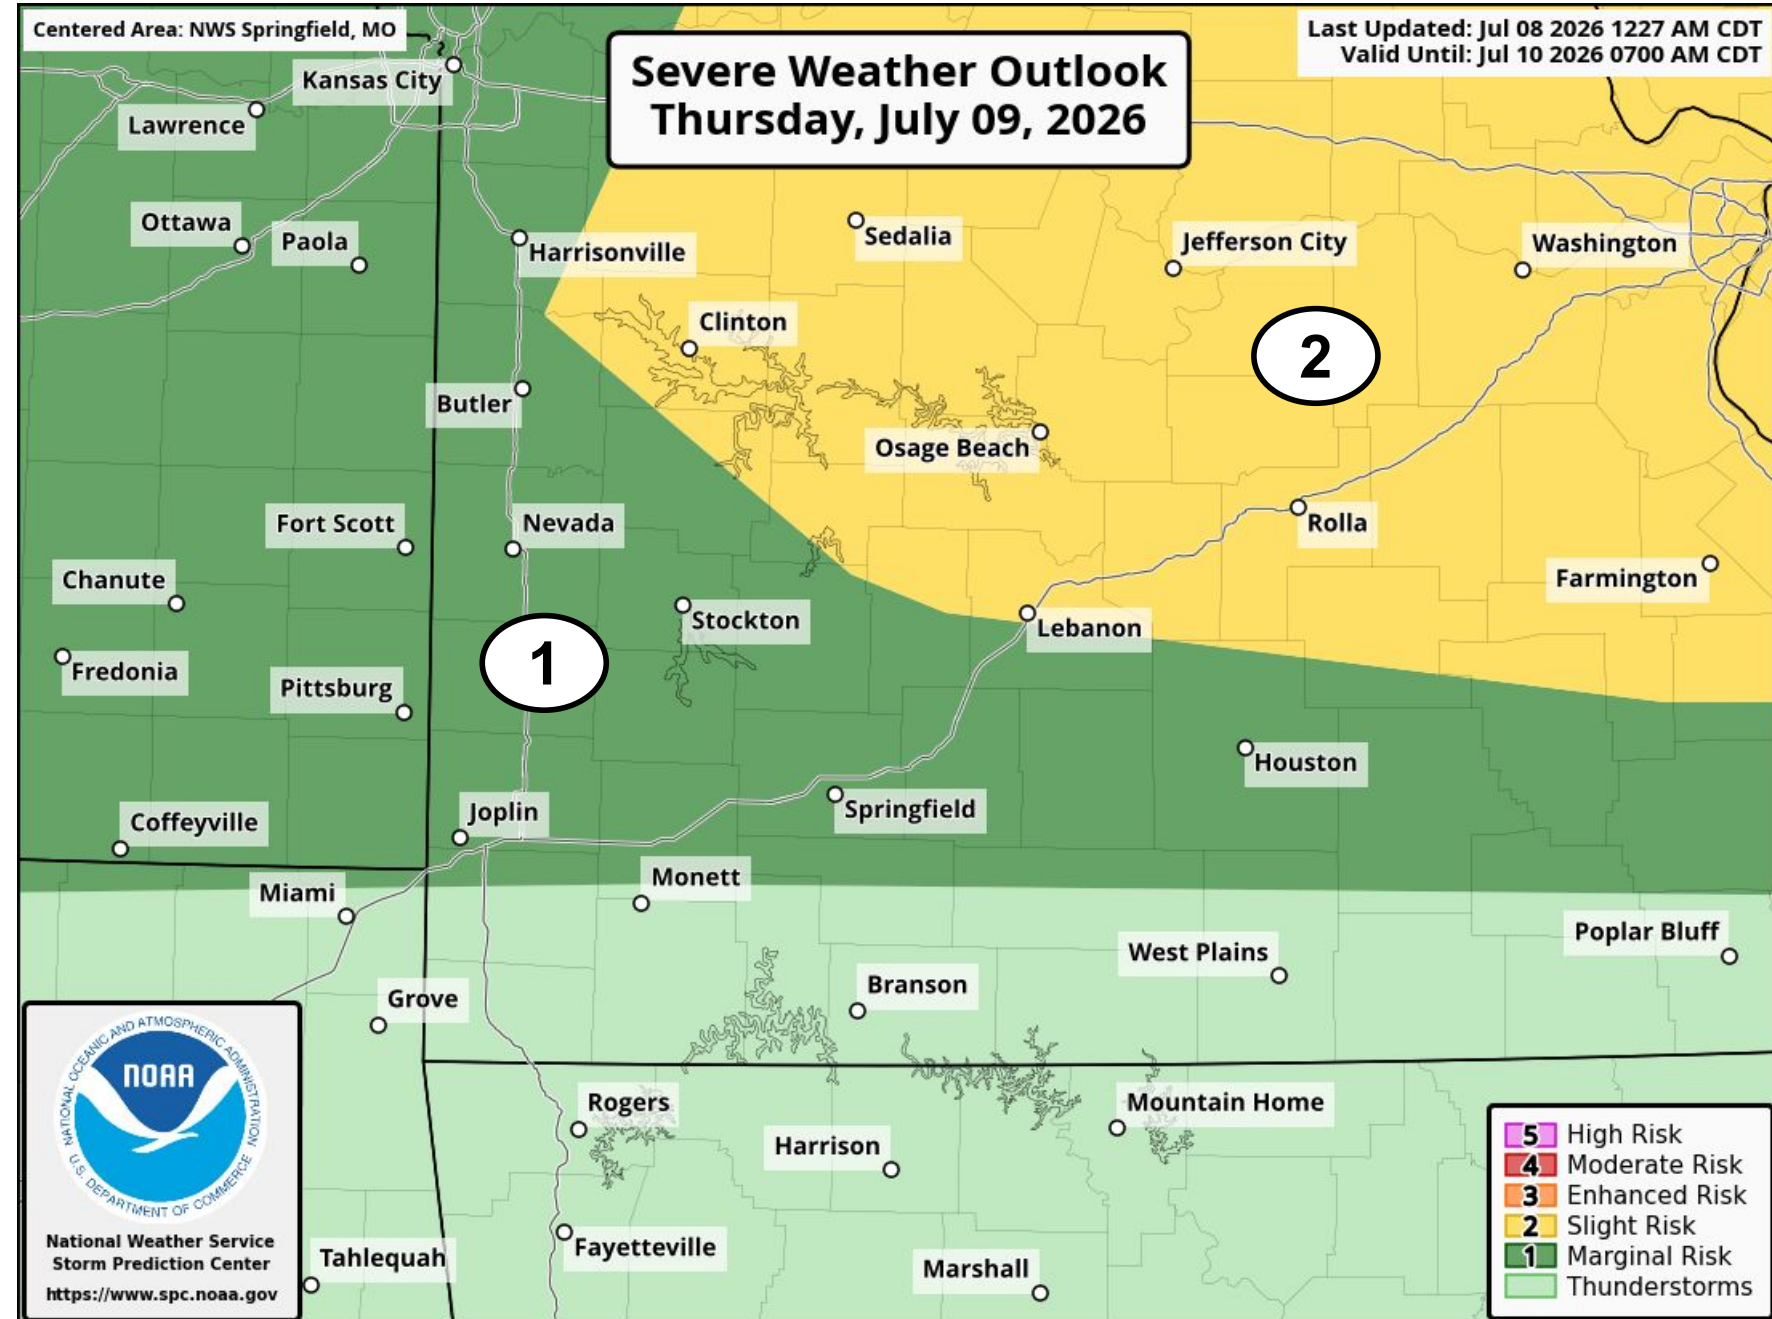 Centered Area: NWS Springfield, MO
Last Updated: Jul 08 2026 1227 AM CDT
Valid Until: Jul 10 2026 0700 AM CDT
Severe Weather Outlook
Thursday, July 09, 2026
Kansas City
Lawrence
Ottawa
Paola
Harrisonville
Sedalia
Jefferson City
Washington
Clinton
2
Butler
Osage Beach
Fort Scott
Nevada
Rolla
Chanute
Farmington
Stockton
Lebanon
1
Fredonia
Pittsburg
Houston
Joplin
Springfield
Coffeyville
Monett
Miami
Poplar Bluff
West Plains
Branson
Grove
Rogers
Mountain Home
Harrison
Fayetteville
Tahlequah
Marshall
NATIONAL OCEANIC AND ATMOSPHERIC ADMINISTRATION
NOAA
U.S. DEPARTMENT OF COMMERCE
National Weather Service
Storm Prediction Center
https://www.spc.noaa.gov
5 High Risk
4 Moderate Risk
3 Enhanced Risk
2 Slight Risk
1 Marginal Risk
Thunderstorms